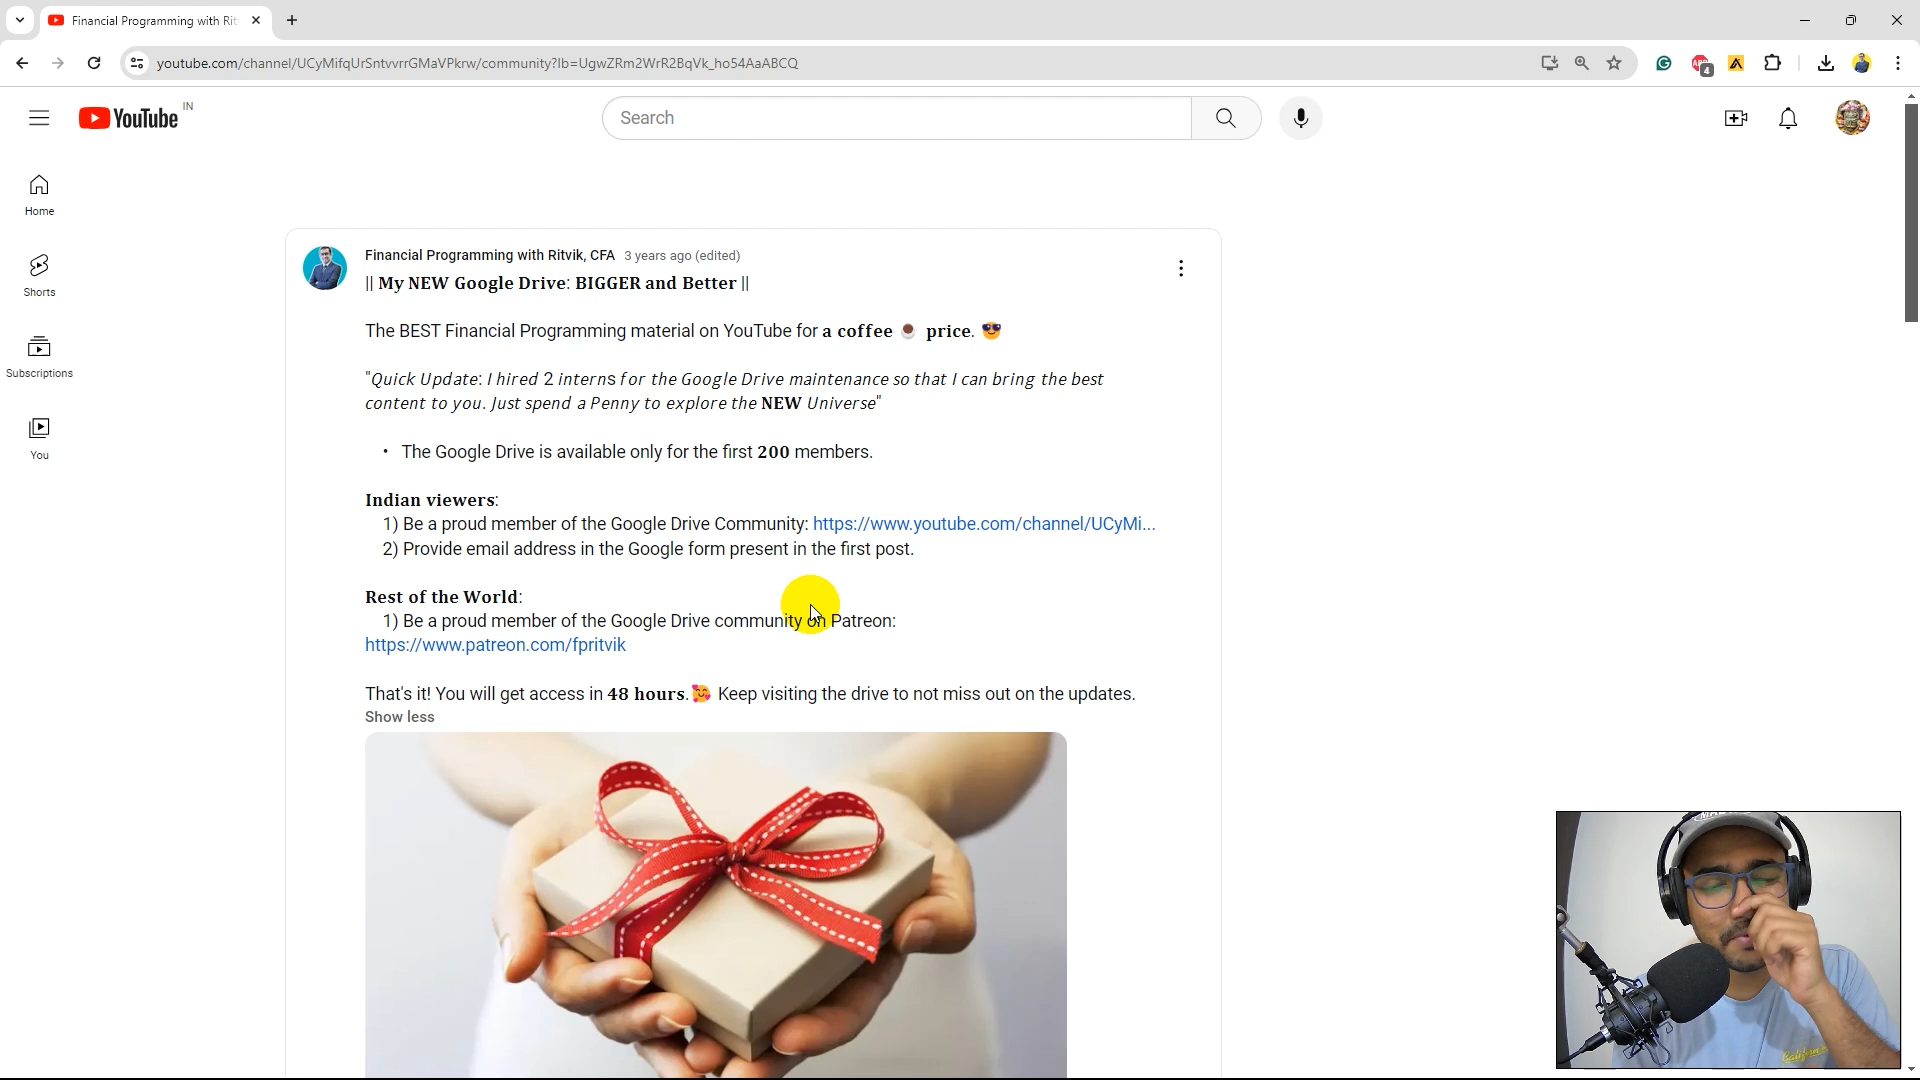 Financial Programming with Rit
youtube.com/channel/UCyMifqUrSntvvrrGMaVPkrw/community?lb=UgwZRm2WrR2BqVk_ho54AaABCQ
4
YouTube IN
Search
Home
Shorts
Subscriptions
You
Financial Programming with Ritvik, CFA 3 years ago (edited)
|| My NEW Google Drive: BIGGER and Better ||
The BEST Financial Programming material on YouTube for a coffee ☕ price. 😎
"Quick Update: I hired 2 interns for the Google Drive maintenance so that I can bring the best
content to you. Just spend a Penny to explore the NEW Universe"
• The Google Drive is available only for the first 200 members.
Indian viewers:
1) Be a proud member of the Google Drive Community: https://www.youtube.com/channel/UCyMi...
2) Provide email address in the Google form present in the first post.
Rest of the World:
1) Be a proud member of the Google Drive community on Patreon:
https://www.patreon.com/fpritvik
That's it! You will get access in 48 hours.🥰 Keep visiting the drive to not miss out on the updates.
Show less